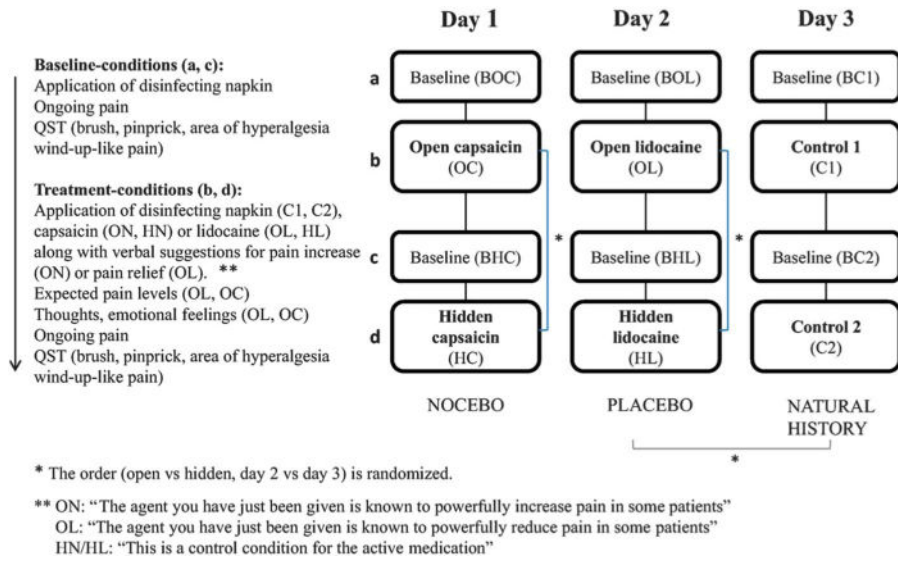 Day 1
Day 2
Day 3
Baseline-conditions (a, c):
Application of disinfecting napkin
Ongoing pain
QST (brush, pinprick, area of hyperalgesia
wind-up-like pain)
Treatment-conditions (b, d):
Application of disinfecting napkin (C1, C2),
capsaicin (ON, HN) or lidocaine (OL, HL)
along with verbal suggestions for pain increase
(ON) or pain relief (OL). **
Expected pain levels (OL, OC)
Thoughts, emotional feelings (OL, OC)
Ongoing pain
QST (brush, pinprick, area of hyperalgesia
wind-up-like pain)
a
Baseline (BOC)
Baseline (BOL)
Baseline (BC1)
b
Open capsaicin
(OC)
Open lidocaine
(OL)
Control 1
(C1)
*
*
c
Baseline (BHC)
Baseline (BHL)
Baseline (BC2)
d
Hidden
capsaicin
(HC)
Hidden
lidocaine
(HL)
Control 2
(C2)
NOCEBO
PLACEBO
NATURAL
HISTORY
*
* The order (open vs hidden, day 2 vs day 3) is randomized.
** ON: “The agent you have just been given is known to powerfully increase pain in some patients”
OL: “The agent you have just been given is known to powerfully reduce pain in some patients”
HN/HL: “This is a control condition for the active medication”